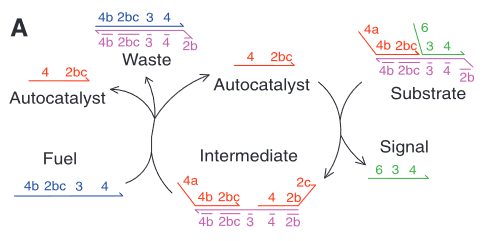 A
4b 2bc 3 4
4b 2bc 3 4 2b
Waste
4 2bc
Autocatalyst
4 2bc
Autocatalyst
4a
6
4b 2bc 3 4
4b 2bc 3 4 2b
Substrate
Fuel
4b 2bc 3 4
Intermediate
4a
2c
4b 2bc 4 2b
4b 2bc 3 4 2b
Signal
6 3 4